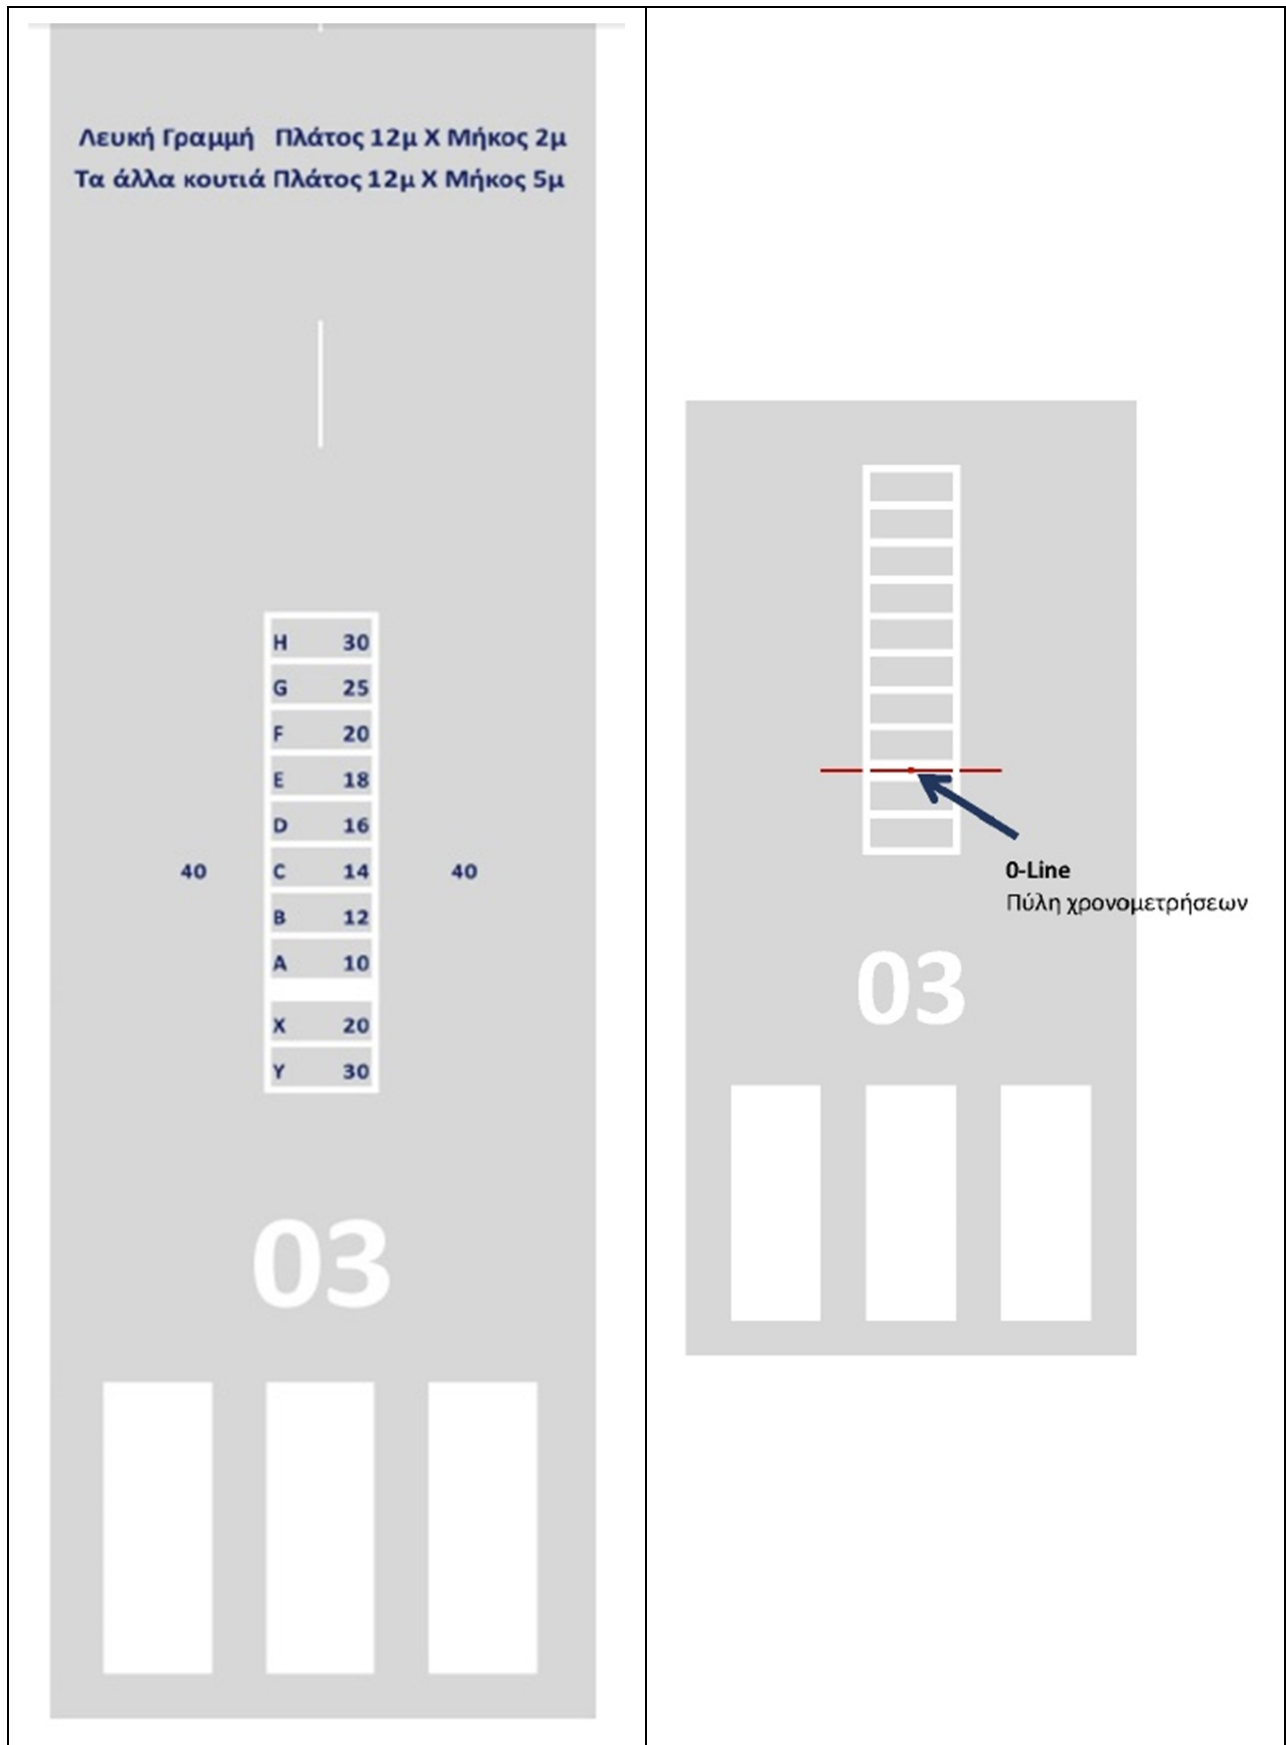 Λευκή Γραμμή Πλάτος 12μ Χ Μήκος 2μ
Τα άλλα κουτιά Πλάτος 12μ Χ Μήκος 5μ
H 30
G 25
F 20
E 18
D 16
40 C 14 40
B 12
A 10
X 20
Y 30
03
0-Line
Πύλη χρονομετρήσεων
03